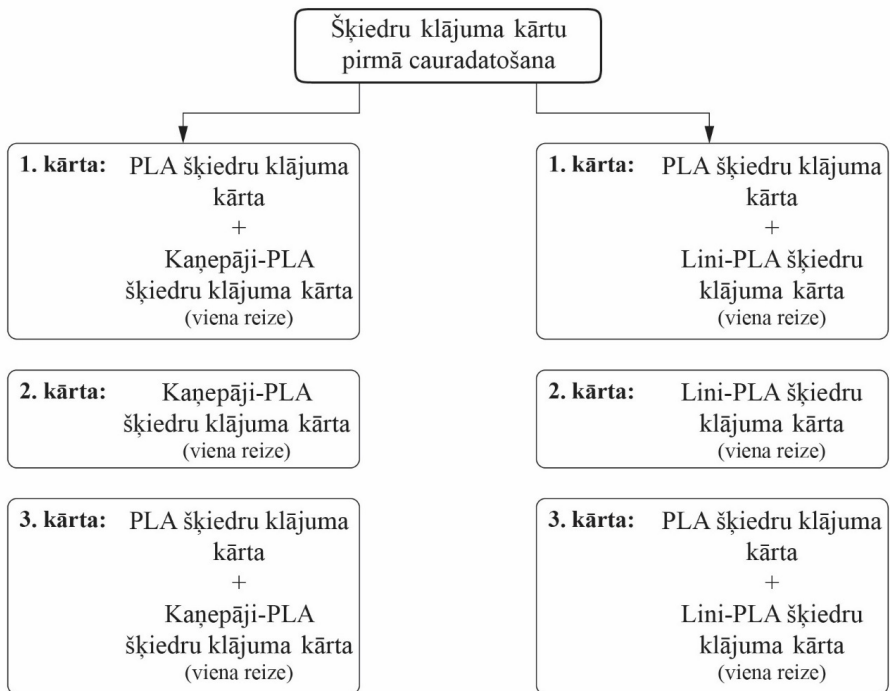 Šķiedru klājuma kārtu
pirmā cauradatošana
1. kārta: PLA šķiedru klājuma
kārta
+
Kaņepāji-PLA
šķiedru klājuma kārta
(viena reize)
2. kārta: Kaņepāji-PLA
šķiedru klājuma kārta
(viena reize)
3. kārta: PLA šķiedru klājuma
kārta
+
Kaņepāji-PLA
šķiedru klājuma kārta
(viena reize)
1. kārta: PLA šķiedru klājuma
kārta
+
Lini-PLA šķiedru
klājuma kārta
(viena reize)
2. kārta: Lini-PLA šķiedru
klājuma kārta
(viena reize)
3. kārta: PLA šķiedru klājuma
kārta
+
Lini-PLA šķiedru
klājuma kārta
(viena reize)